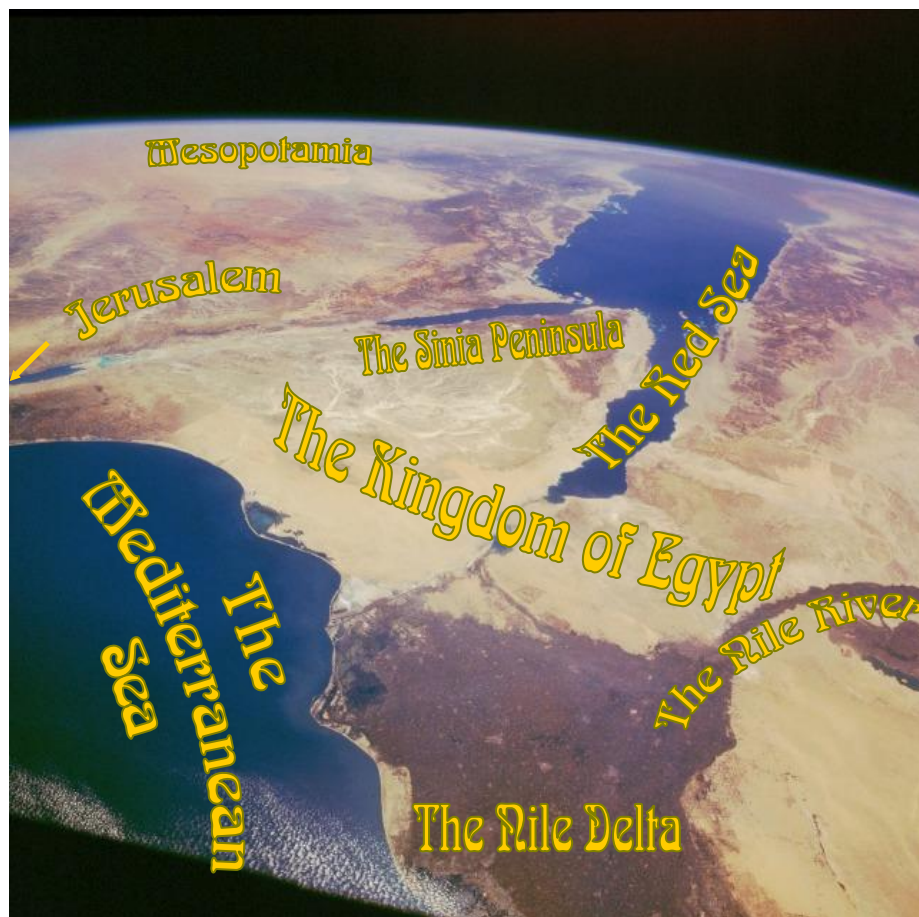 Mesopotamia
Jerusalem
The Sinia Peninsula
The Red Sea
The Kingdom of Egypt
The
Mediterranean
Sea
The Nile River
The Nile Delta